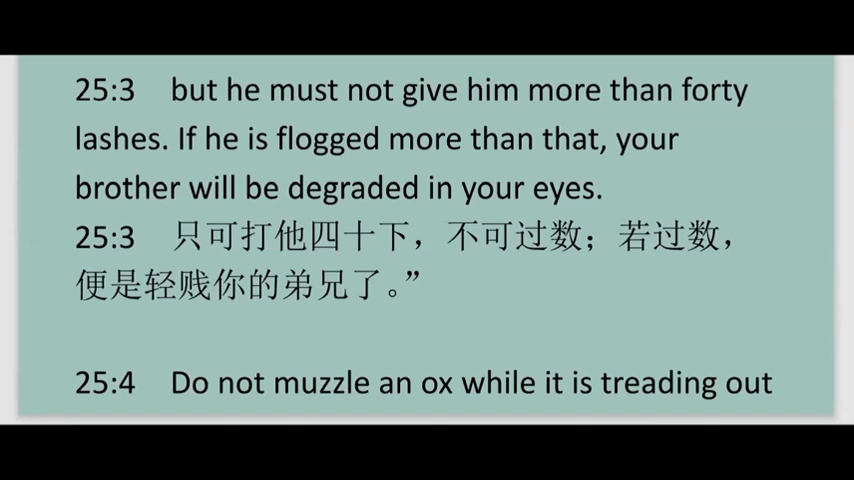 25:3 but he must not give him more than forty
lashes. If he is flogged more than that, your
brother will be degraded in your eyes.
25:3 只可打他四十下，不可过数；若过数，
便是轻贱你的弟兄了。”
25:4 Do not muzzle an ox while it is treading out